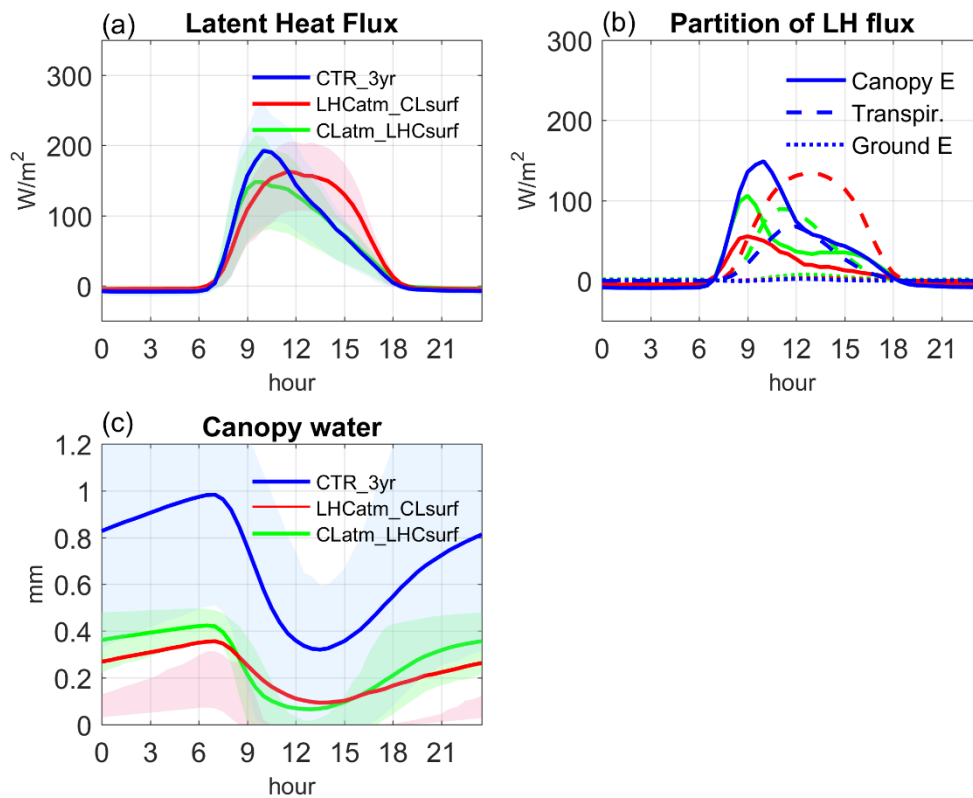 (a)
Latent Heat Flux
300
200
100
0
W/m2
CTR_3yr
LHCatm_CLsurf
CLatm_LHCsurf
0 3 6 9 12 15 18 21
hour
(b)
Partition of LH flux
300
200
100
0
W/m2
Canopy E
Transpir.
Ground E
0 3 6 9 12 15 18 21
hour
(c)
Canopy water
1.2
1
0.8
0.6
0.4
0.2
0
mm
CTR_3yr
LHCatm_CLsurf
CLatm_LHCsurf
0 3 6 9 12 15 18 21
hour